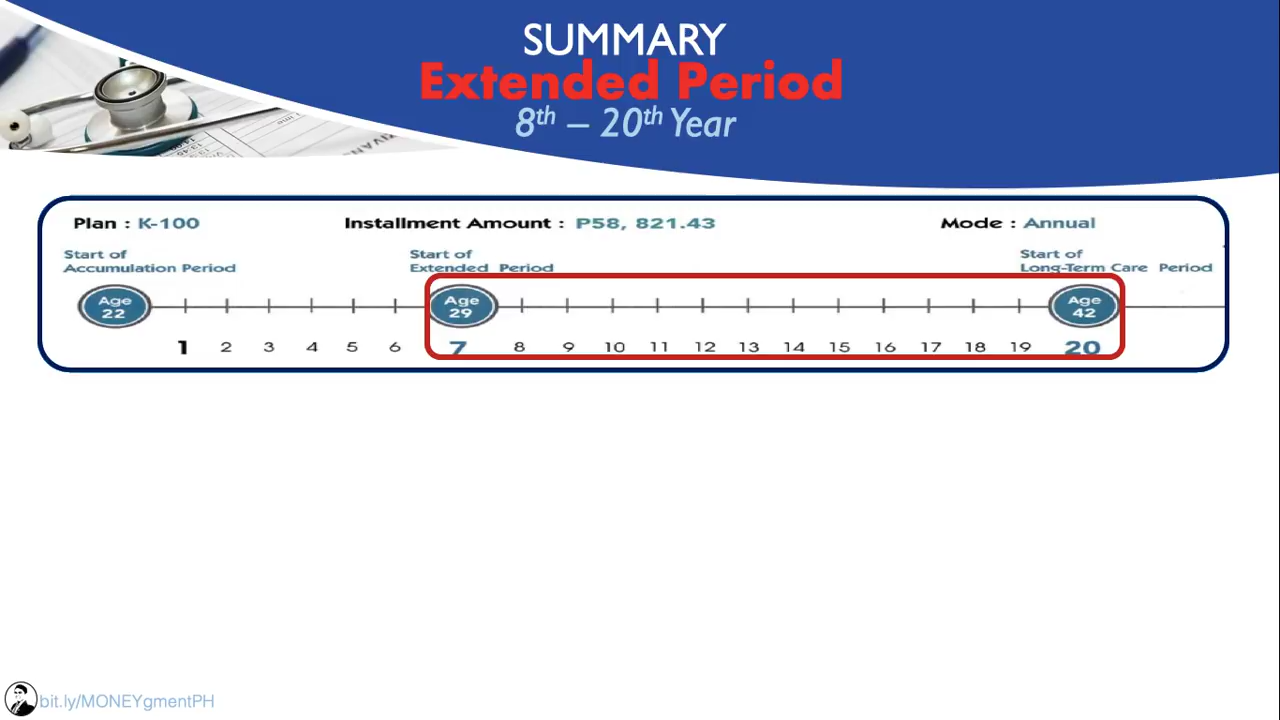 SUMMARY
Extended Period
8th – 20th Year
Plan : K-100 Installment Amount : P58, 821.43 Mode : Annual
Start of Accumulation Period
Start of Extended Period
Start of Long-Term Care Period
Age 22
Age 29
Age 42
1 2 3 4 5 6 7 8 9 10 11 12 13 14 15 16 17 18 19 20
bit.ly/MONEYgmentPH